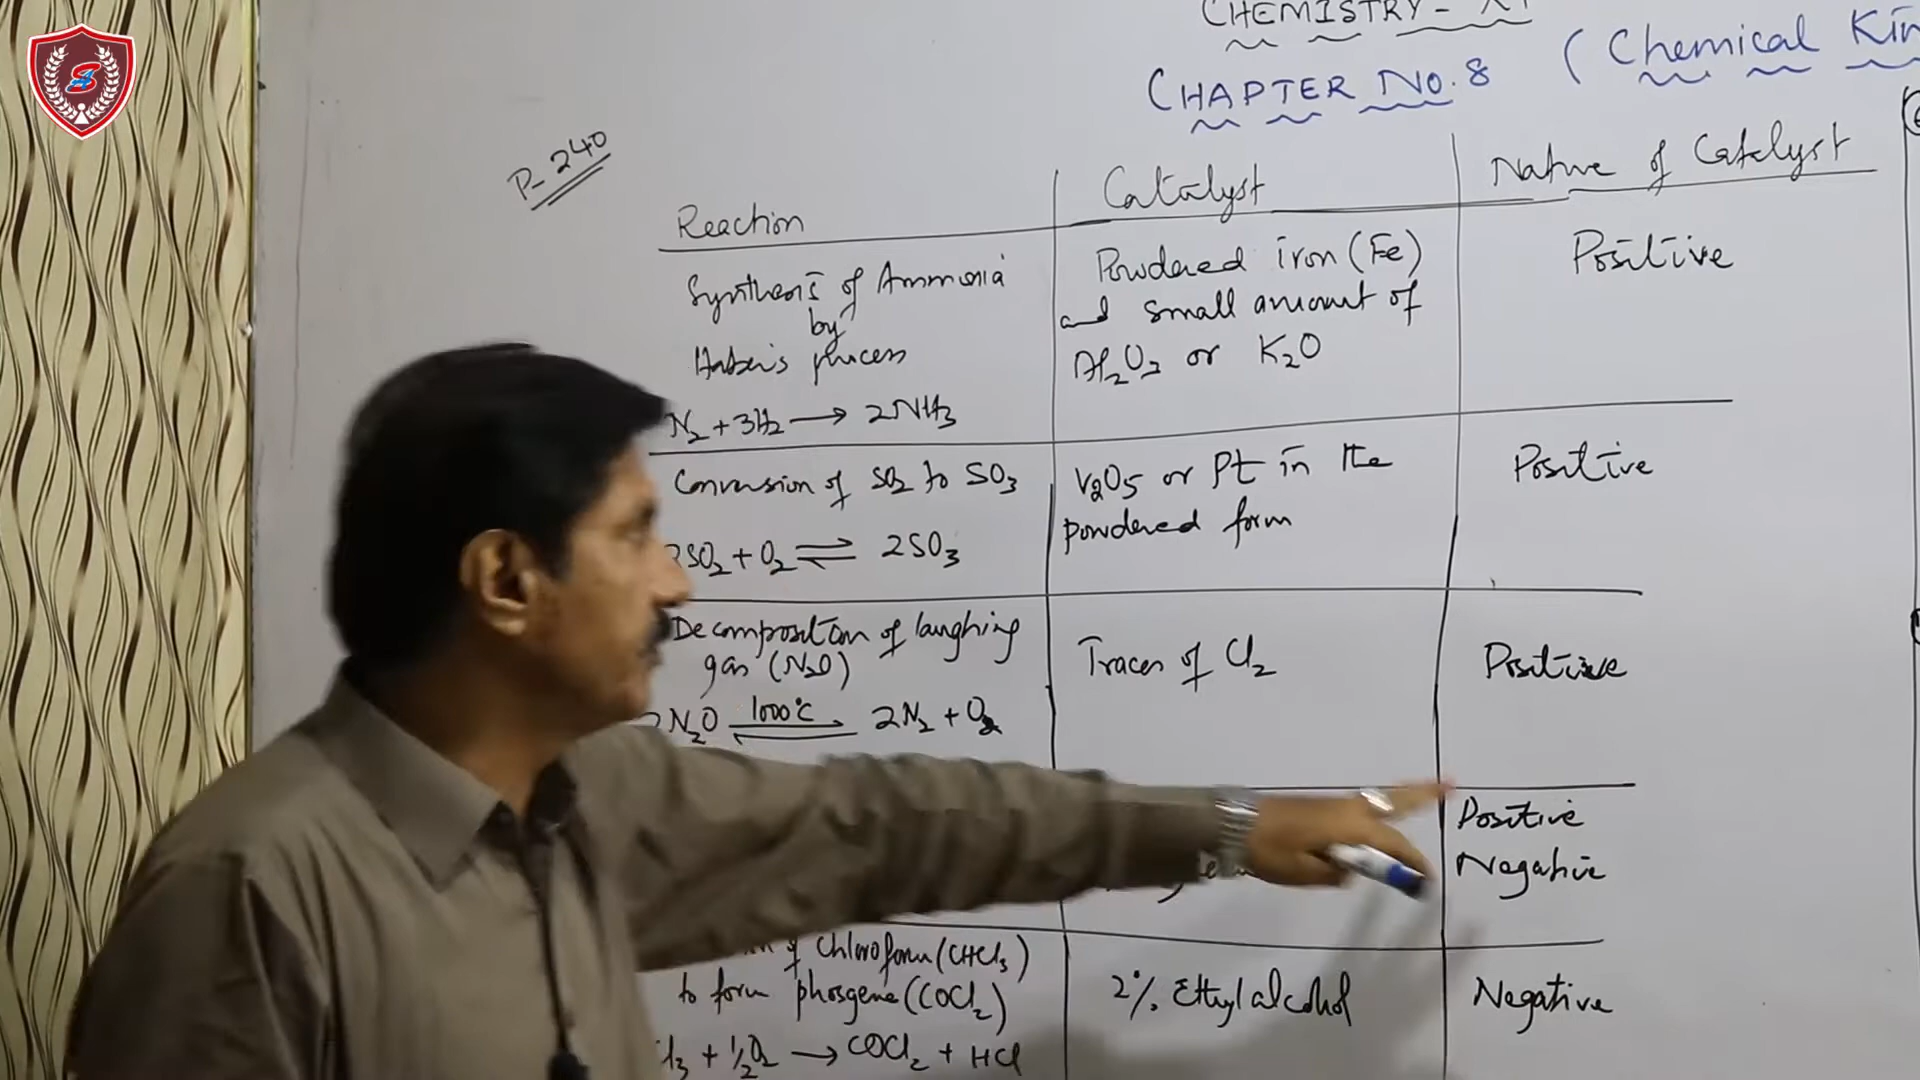 CHEMISTRY - XI
CHAPTER No. 8 (Chemical Kin
P-240
Reaction
Catalyst
Nature of Catalyst
Synthesis of Ammonia
by
Haber's process
N₂ + 3H₂ → 2NH₃
Powdered iron (Fe)
and small amount of
Al₂O₃ or K₂O
Positive
Conversion of SO₂ to SO₃
2SO₂ + O₂ ⇌ 2SO₃
V₂O₅ or Pt in the
powdered form
Positive
Decomposition of laughing
gas (N₂O)
2N₂O ⇌ 1000°C 2N₂ + O₂
Traces of Cl₂
Positive
Positive
Negative
of Chloroform (CHCl₃)
to form phosgene (COCl₂)
Cl₃ + ½O₂ → COCl₂ + HCl
2% Ethyl alcohol
Negative